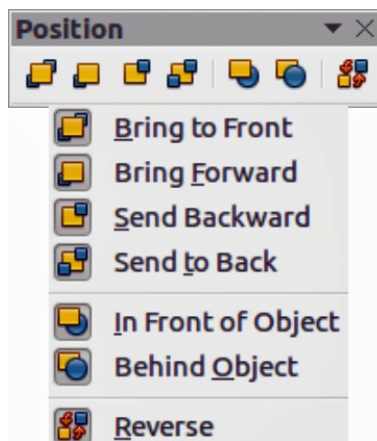 Position
Bring to Front
Bring Forward
Send Backward
Send to Back
In Front of Object
Behind Object
Reverse